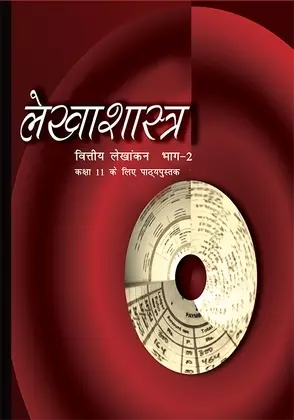 लेखाशास्त्र
वित्तीय लेखांकन भाग-2
कक्षा 11 के लिए पाठ्यपुस्तक